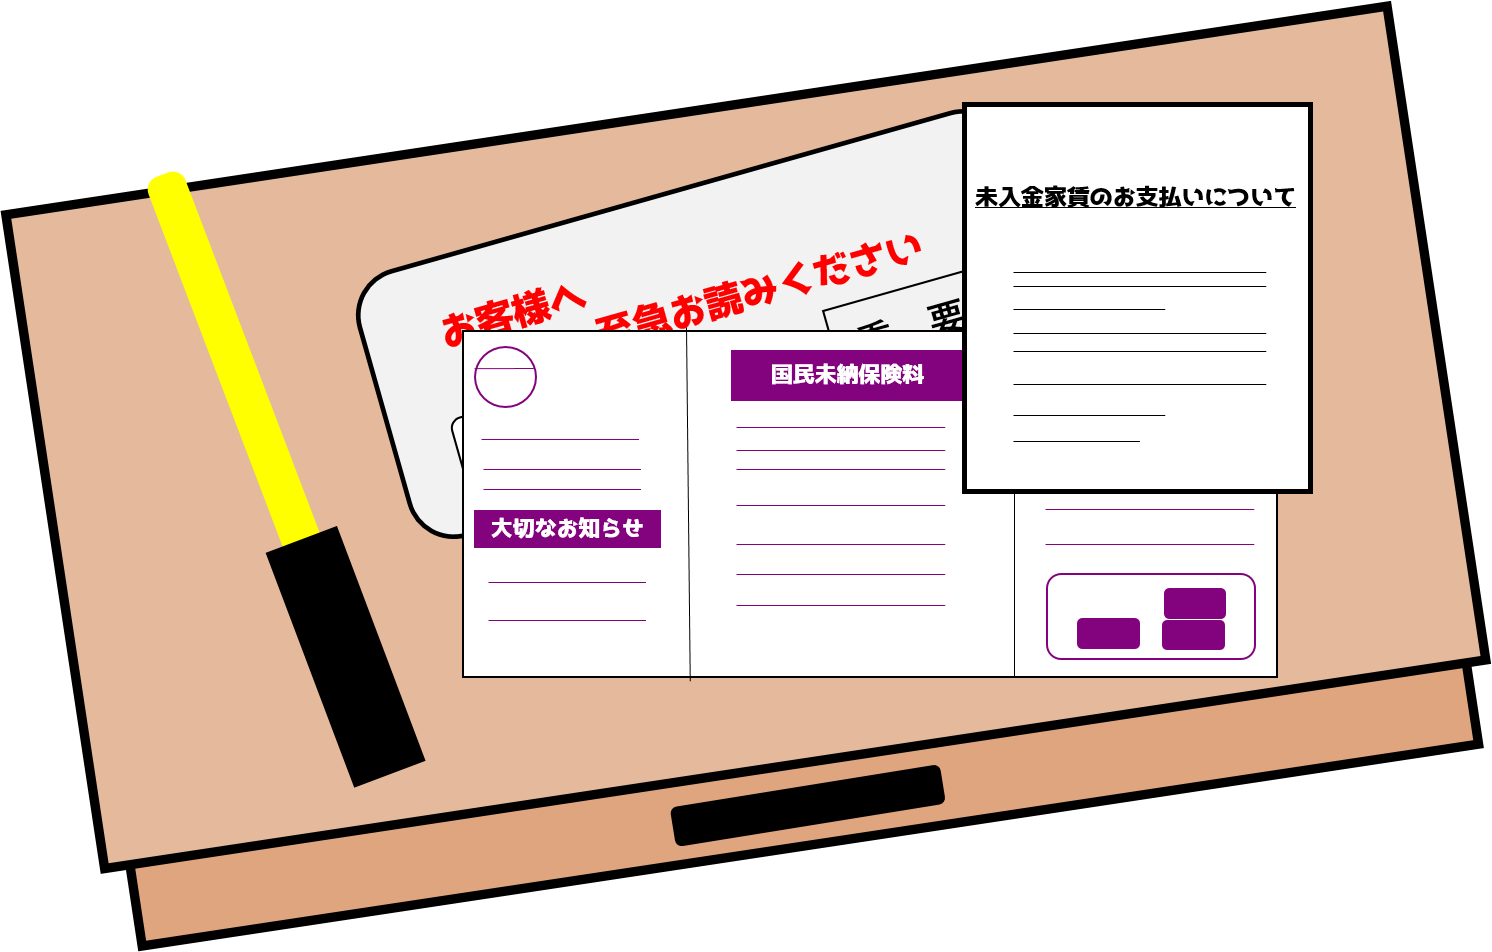 お客様へ
至急お読みください
重 要
未入金家賃のお支払いについて
国民未納保険料
大切なお知らせ